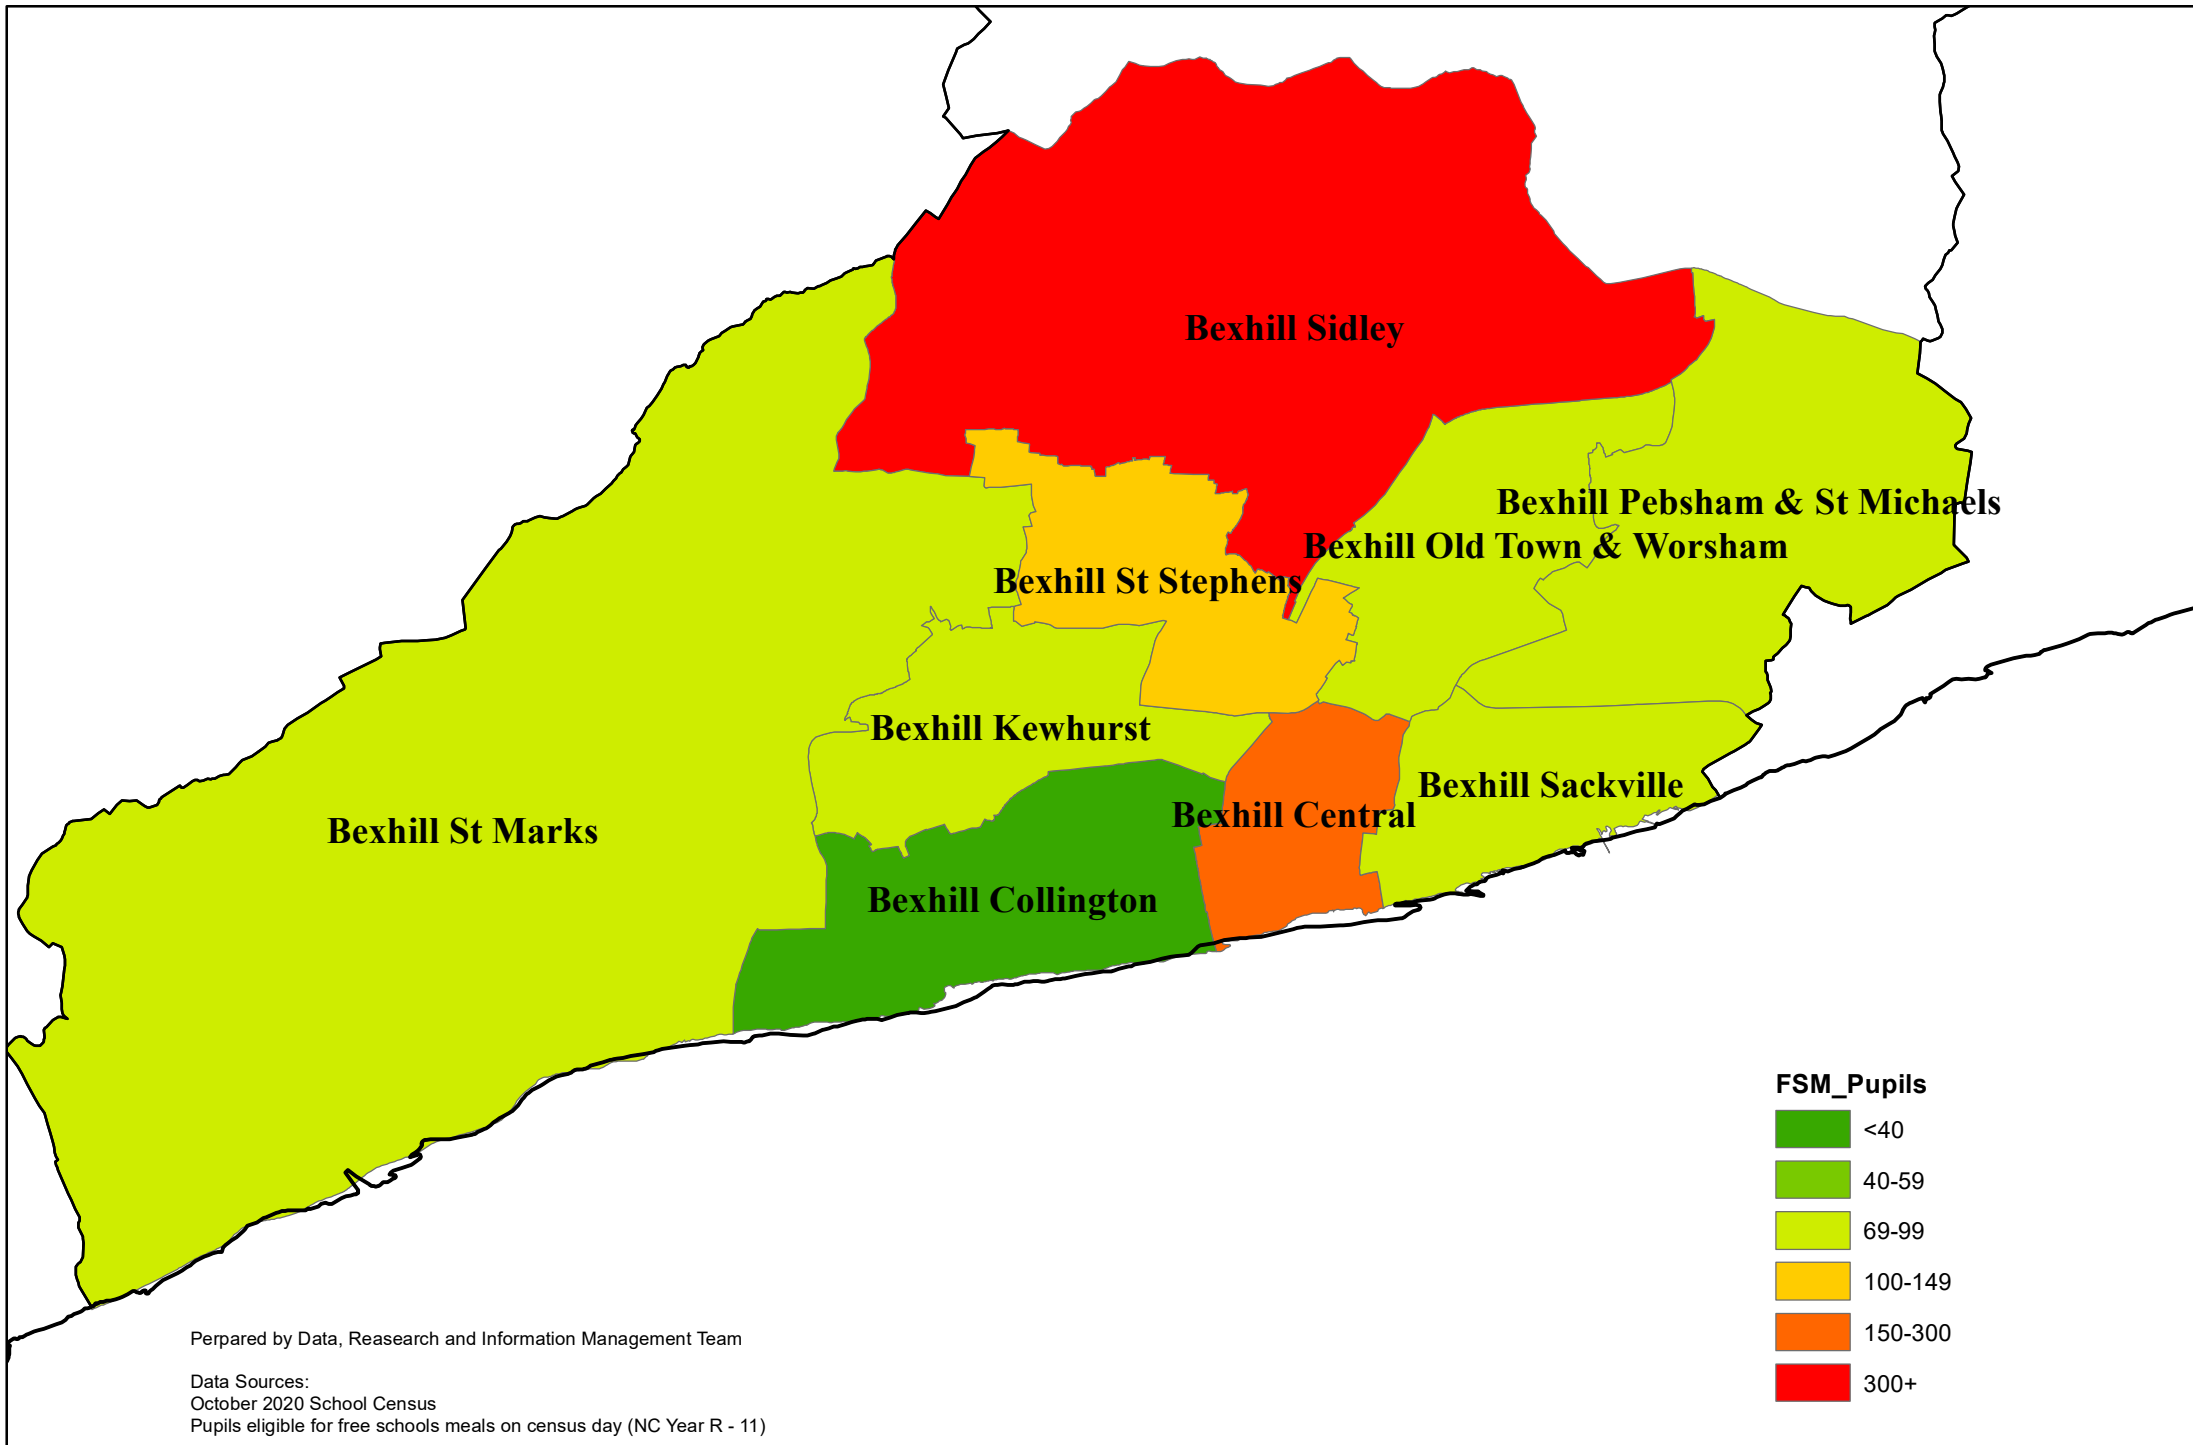 Bexhill Sidley
Bexhill Pebsham & St Michaels
Bexhill Old Town & Worsham
Bexhill St Stephens
Bexhill Kewhurst
Bexhill Sackville
Bexhill Central
Bexhill St Marks
Bexhill Collington
FSM_Pupils
<40
40-59
69-99
100-149
150-300
300+
Perpared by Data, Reasearch and Information Management Team
Data Sources:
October 2020 School Census
Pupils eligible for free schools meals on census day (NC Year R - 11)